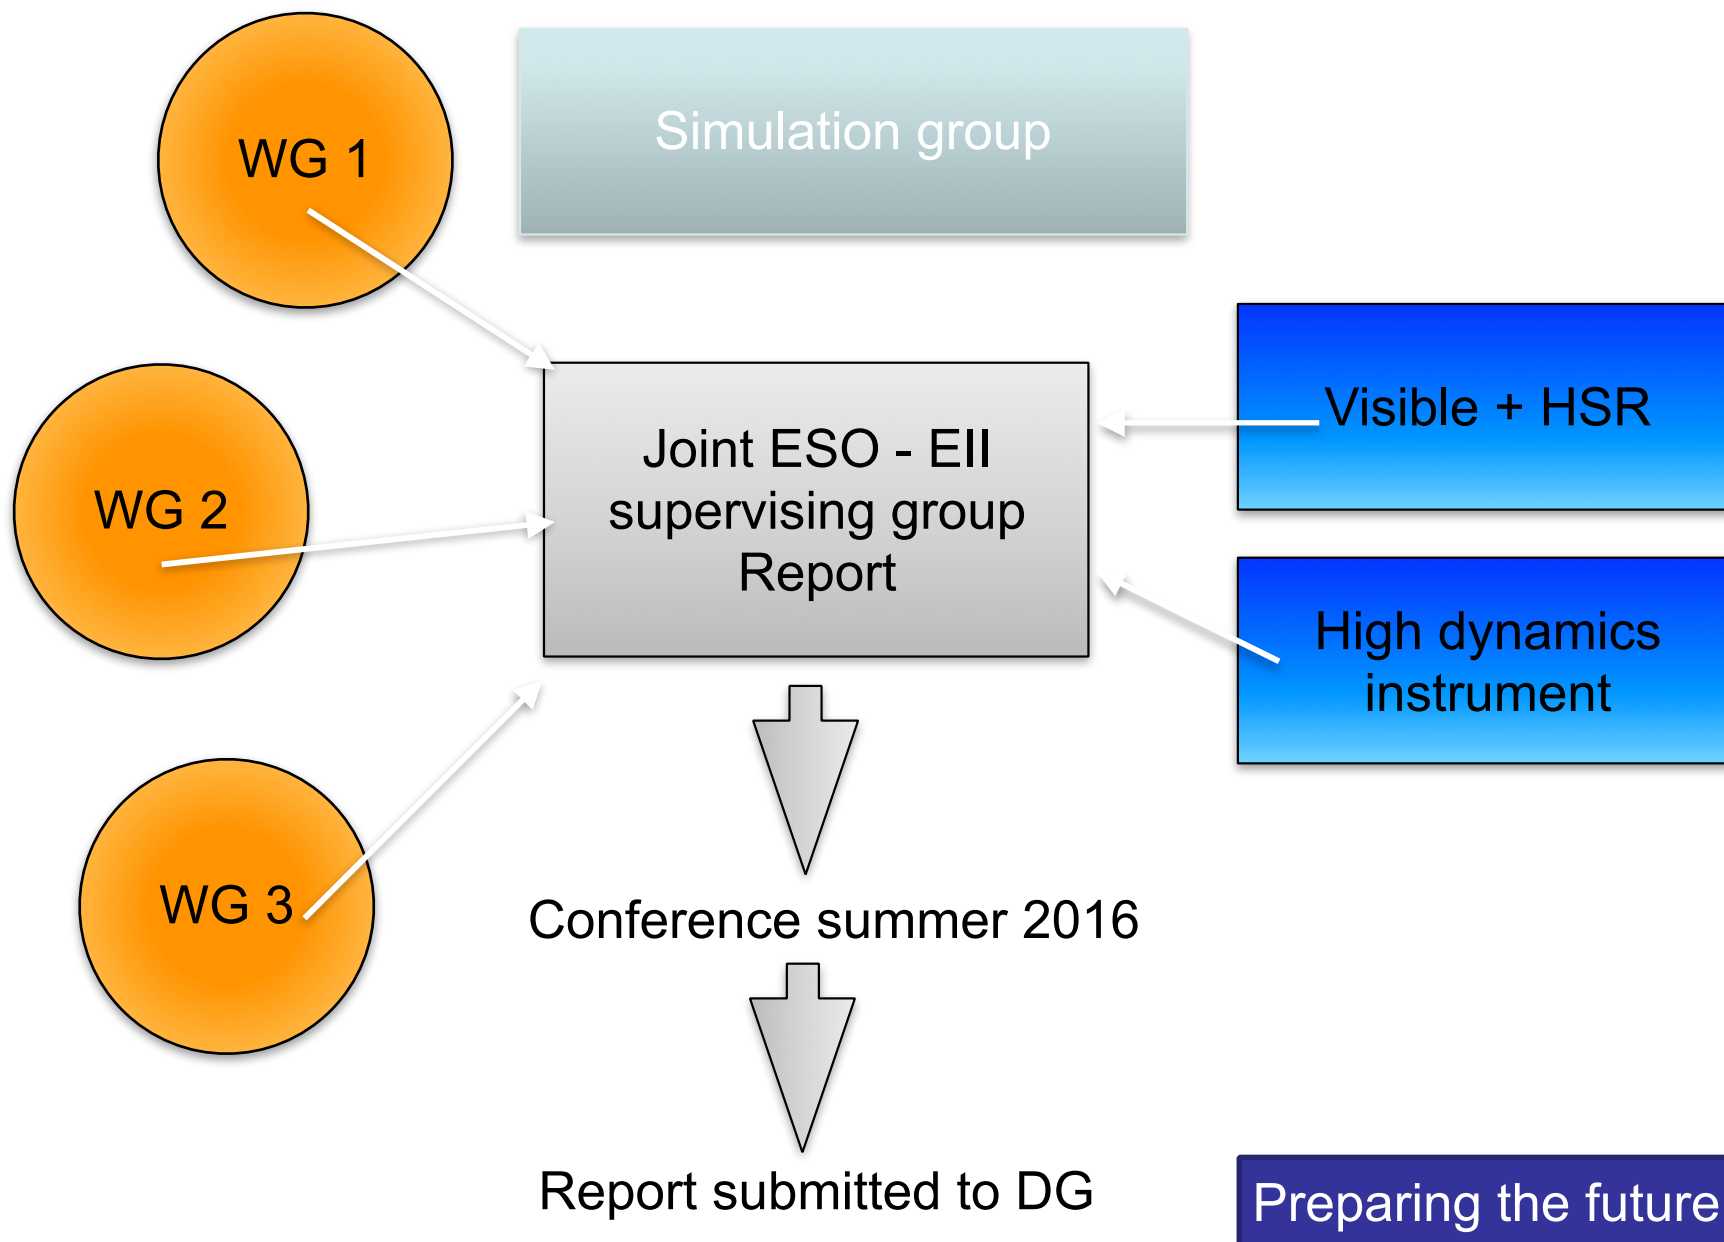 WG 1
Simulation group
Visible + HSR
Joint ESO - EII
supervising group
Report
WG 2
High dynamics
instrument
WG 3
Conference summer 2016
Report submitted to DG
Preparing the future